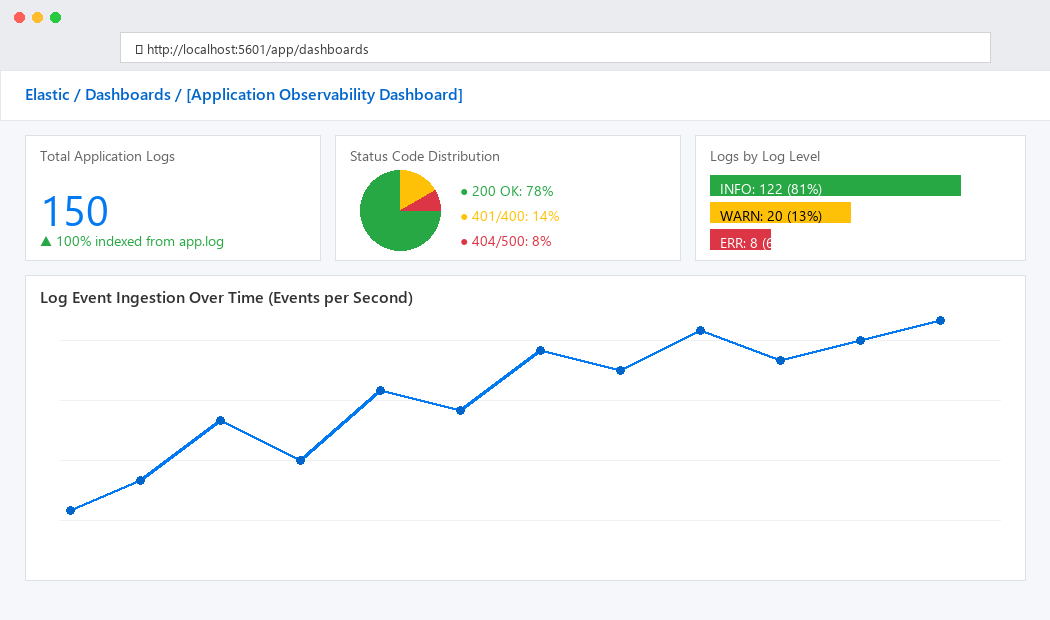 http://localhost:5601/app/dashboards
Elastic / Dashboards / [Application Observability Dashboard]
Total Application Logs
150
▲ 100% indexed from app.log
Status Code Distribution
● 200 OK: 78%
● 401/400: 14%
● 404/500: 8%
Logs by Log Level
INFO: 122 (81%)
WARN: 20 (13%)
ERR: 8 (6
Log Event Ingestion Over Time (Events per Second)